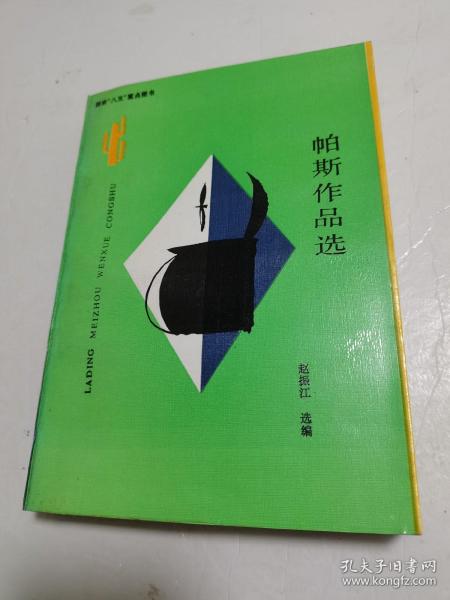 国家"八五"重点图书
帕斯作品选
LADING MEIZHOU WENXUE CONGSHU
赵振江 选编
孔夫子旧书网
www.kongfz.com